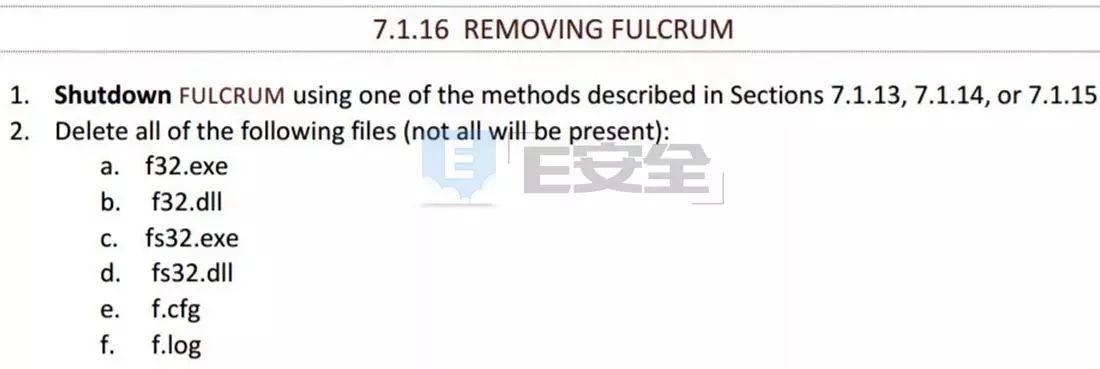 7.1.16 REMOVING FULCRUM
1. Shutdown FULCRUM using one of the methods described in Sections 7.1.13, 7.1.14, or 7.1.15
2. Delete all of the following files (not all will be present):
E E安全
a. f32.exe
b. f32.dll
c. fs32.exe
d. fs32.dll
e. f.cfg
f. f.log